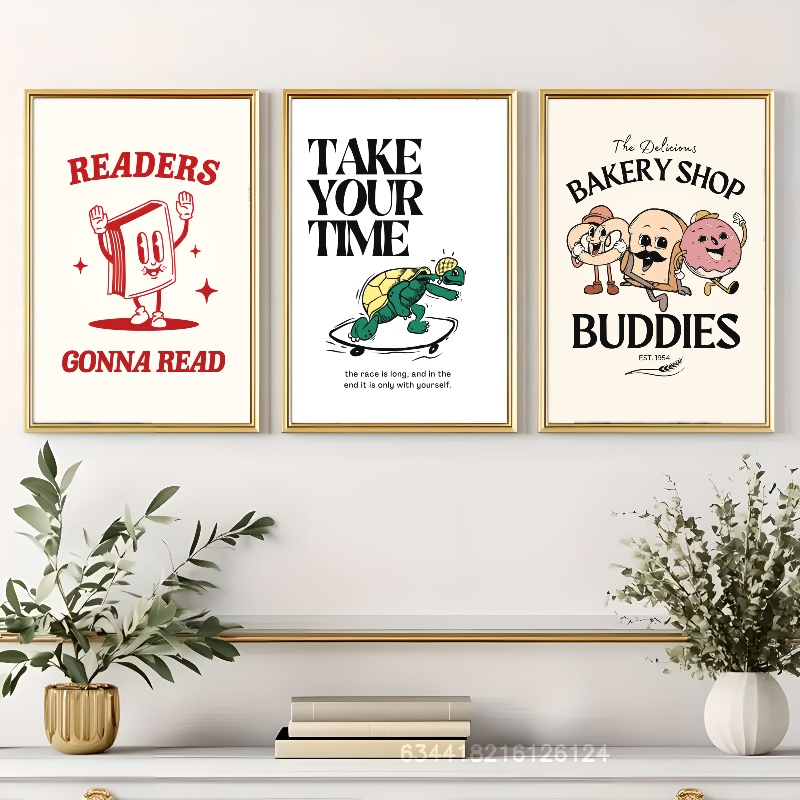 READERS
GONNA READ
TAKE
YOUR
TIME
the race is long, and in the
end it is only with yourself.
The Delicious
BAKERY SHOP
BUDDIES
EST. 1954
634418216126124